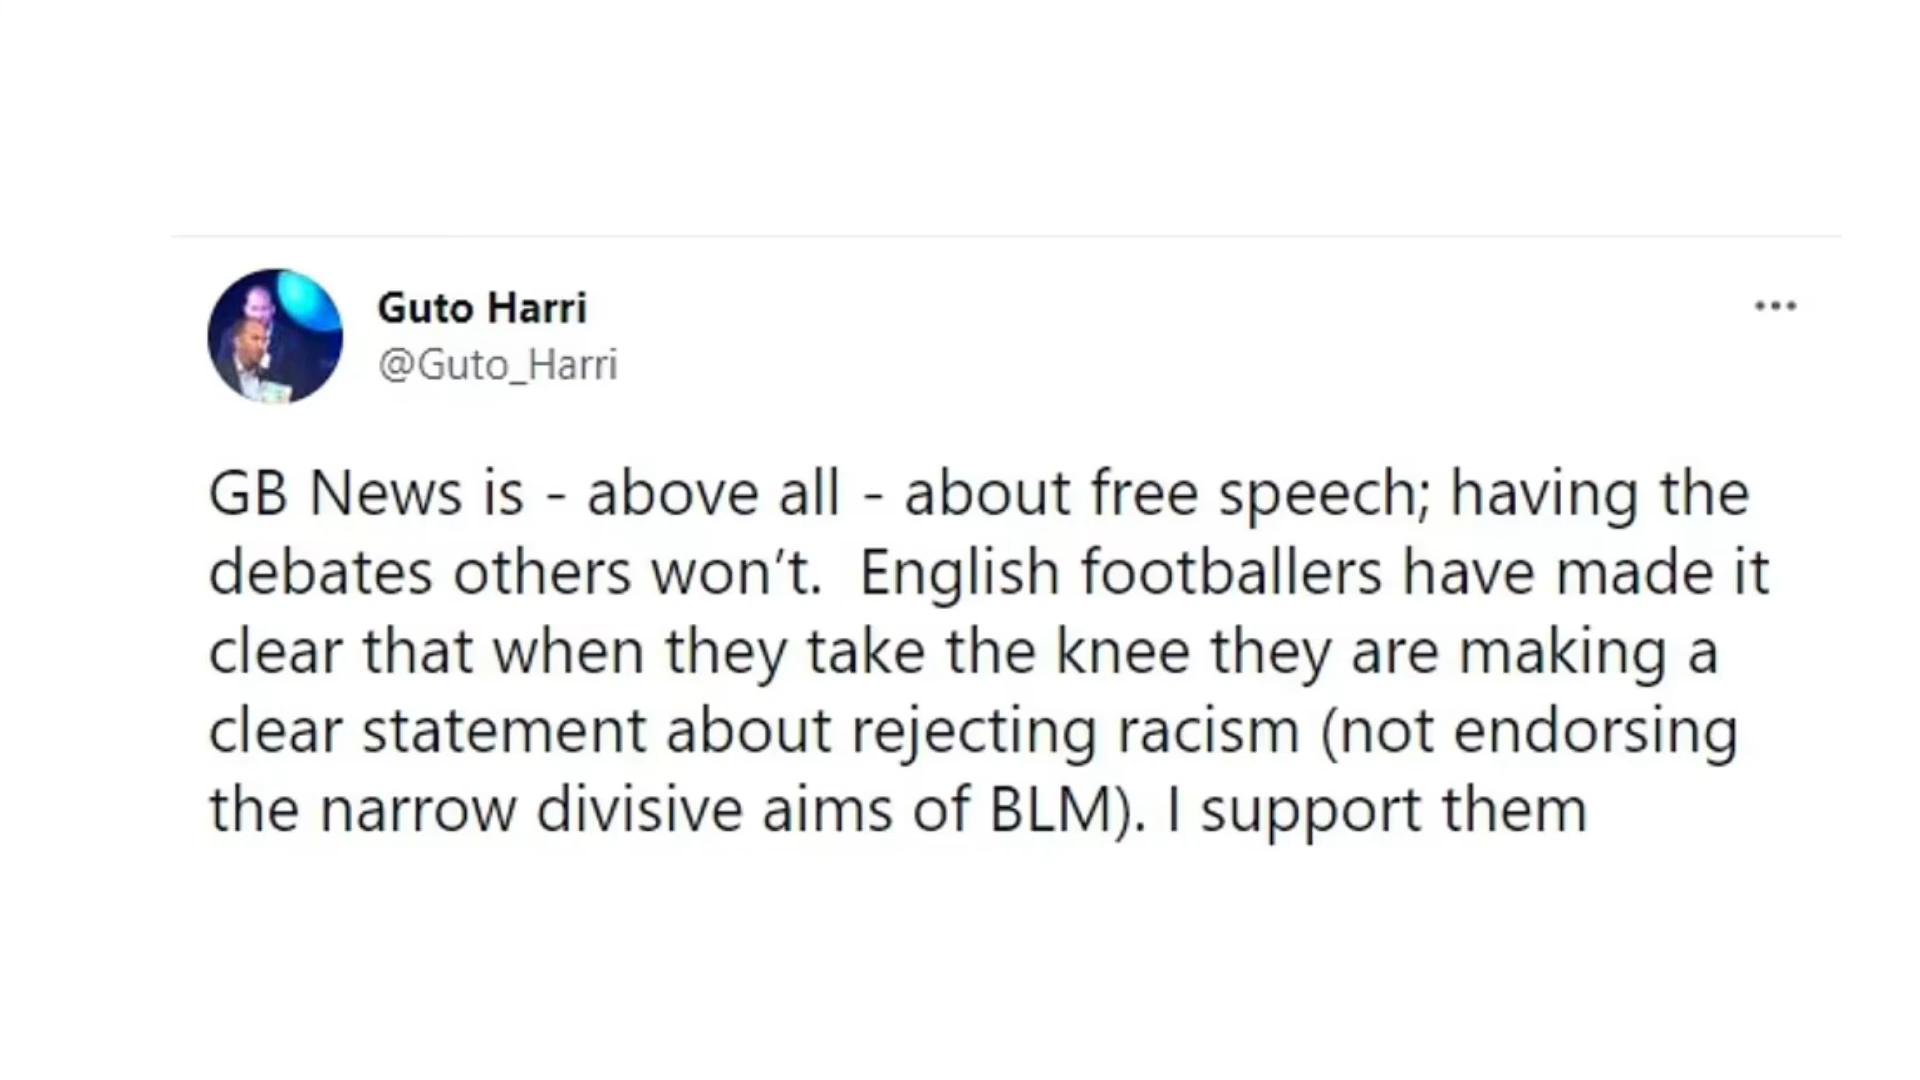 Guto Harri
@Guto_Harri
GB News is - above all - about free speech; having the
debates others won’t.  English footballers have made it
clear that when they take the knee they are making a
clear statement about rejecting racism (not endorsing
the narrow divisive aims of BLM). I support them